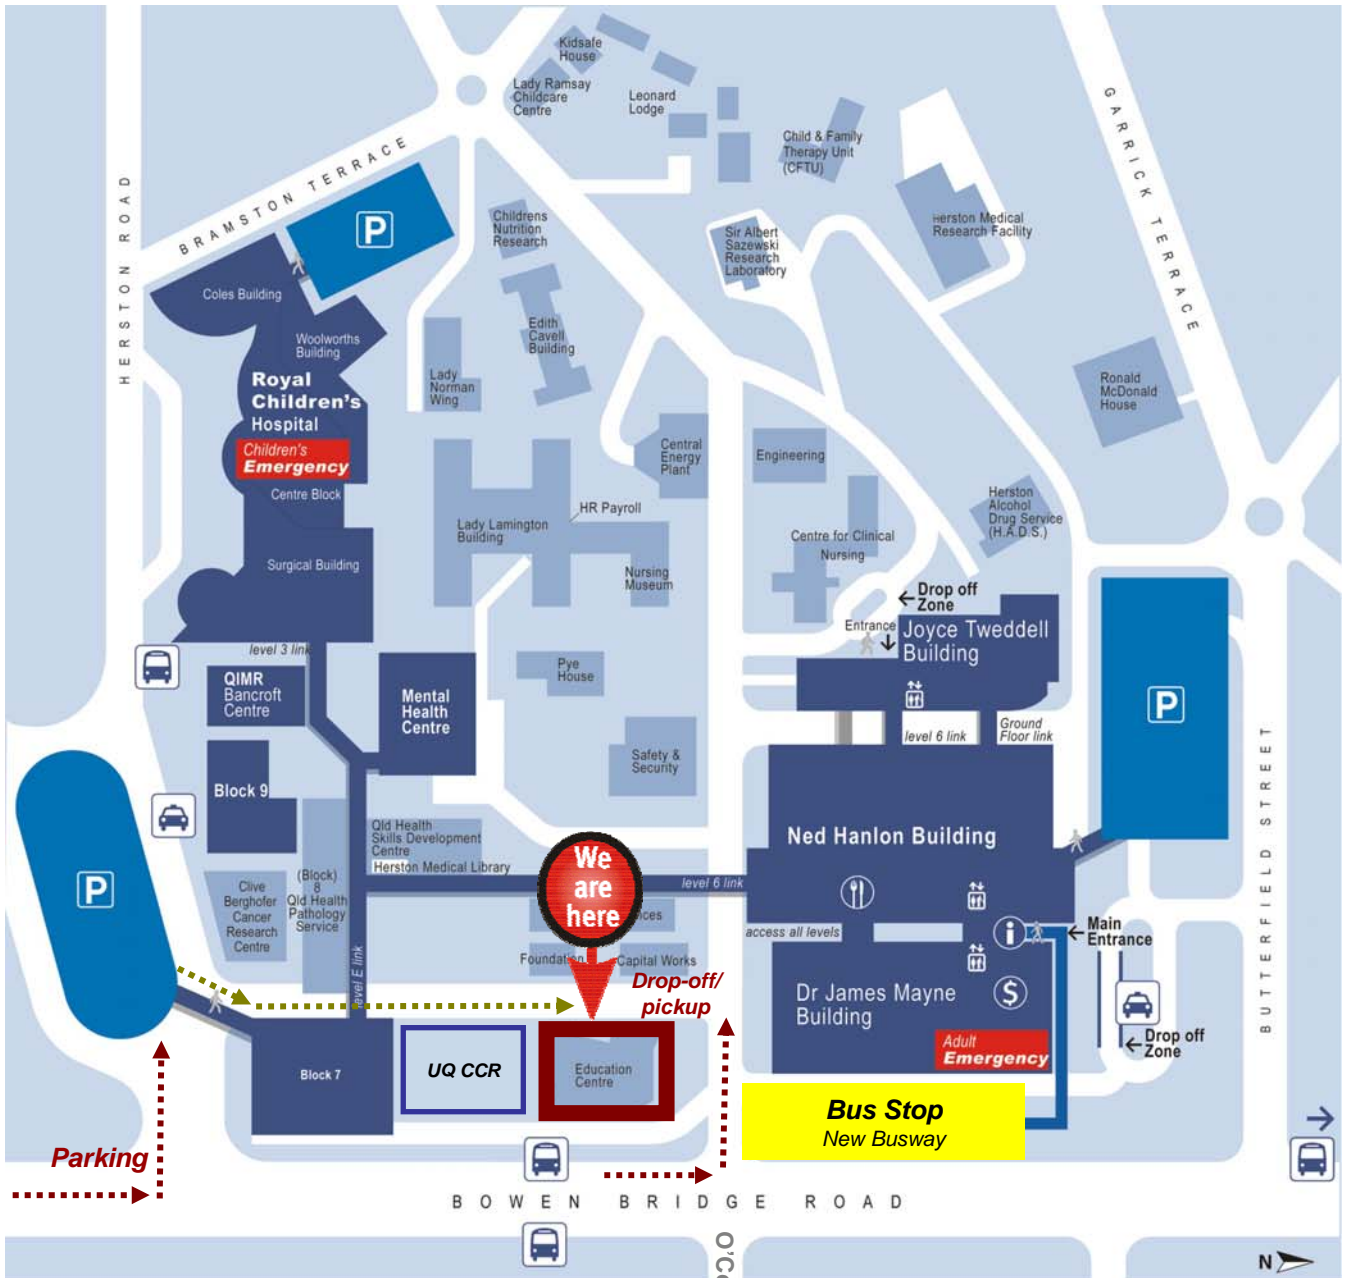 Kidsafe
House
Lady Ramsay
Childcare
Centre
Leonard
Lodge
Child & Family
Therapy Unit
(CFTU)
GARRICK TERRACE
HERSTON ROAD
BRAMSTON TERRACE
P
Childrens
Nutrition
Research
Sir Albert
Sazewski
Research
Laboratory
Herston Medical
Research Facility
Coles Building
Woolworths
Building
Edith
Cavell
Building
Lady
Norman
Wing
Royal
Children's
Hospital
Children's
Emergency
Centre Block
Ronald
McDonald
House
Central
Energy
Plant
Engineering
HR Payroll
Lady Lamington
Building
Nursing
Museum
Centre for Clinical
Nursing
Herston
Alcohol
Drug Service
(H.A.D.S.)
Surgical Building
Drop off
Zone
Entrance
Joyce Tweddell
Building
level 3 link
QIMR
Bancroft
Centre
Mental
Health
Centre
Pye
House
P
level 6 link
Ground
Floor link
Safety &
Security
BUTTERFIELD STREET
Block 9
Qld Health
Skills Development
Centre
Herston Medical Library
Ned Hanlon Building
We
are
here
level 6 link
P
Clive
Berghofer
Cancer
Research
Centre
(Block)
8
Qld Health
Pathology
Service
nces
access all levels
i
Main
Entrance
Foundation
Capital Works
level E link
Drop-off/
pickup
Dr James Mayne
Building
$
Adult
Emergency
Drop off
Zone
Block 7
UQ CCR
Education
Centre
Bus Stop
New Busway
Parking
BOWEN BRIDGE ROAD
O'Co
N